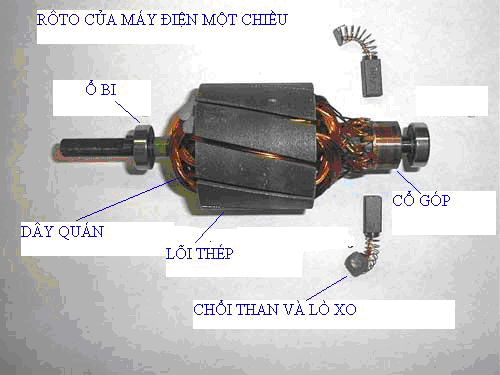 RÔTO CỦA MÁY ĐIỆN MỘT CHIỀU
Ổ BI
CỔ GÓP
DÂY QUẤN
LÕI THÉP
CHỔI THAN VÀ LÒ XO